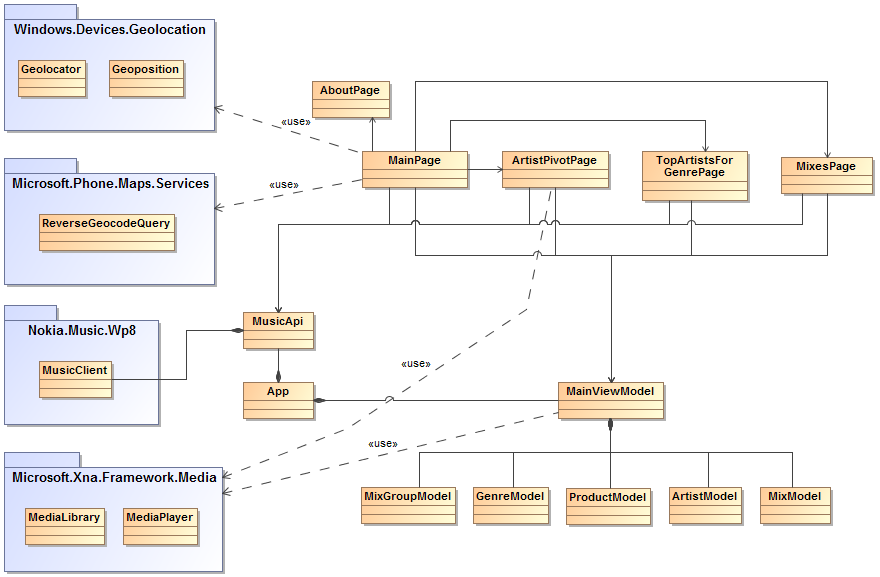 Windows.Devices.Geolocation
Geolocator
Geoposition
«use»
AboutPage
MainPage
ArtistPivotPage
TopArtistsFor
GenrePage
MixesPage
Microsoft.Phone.Maps.Services
«use»
ReverseGeocodeQuery
Nokia.Music.Wp8
MusicClient
MusicApi
App
«use»
MainViewModel
«use»
Microsoft.Xna.Framework.Media
MediaLibrary
MediaPlayer
MixGroupModel
GenreModel
ProductModel
ArtistModel
MixModel